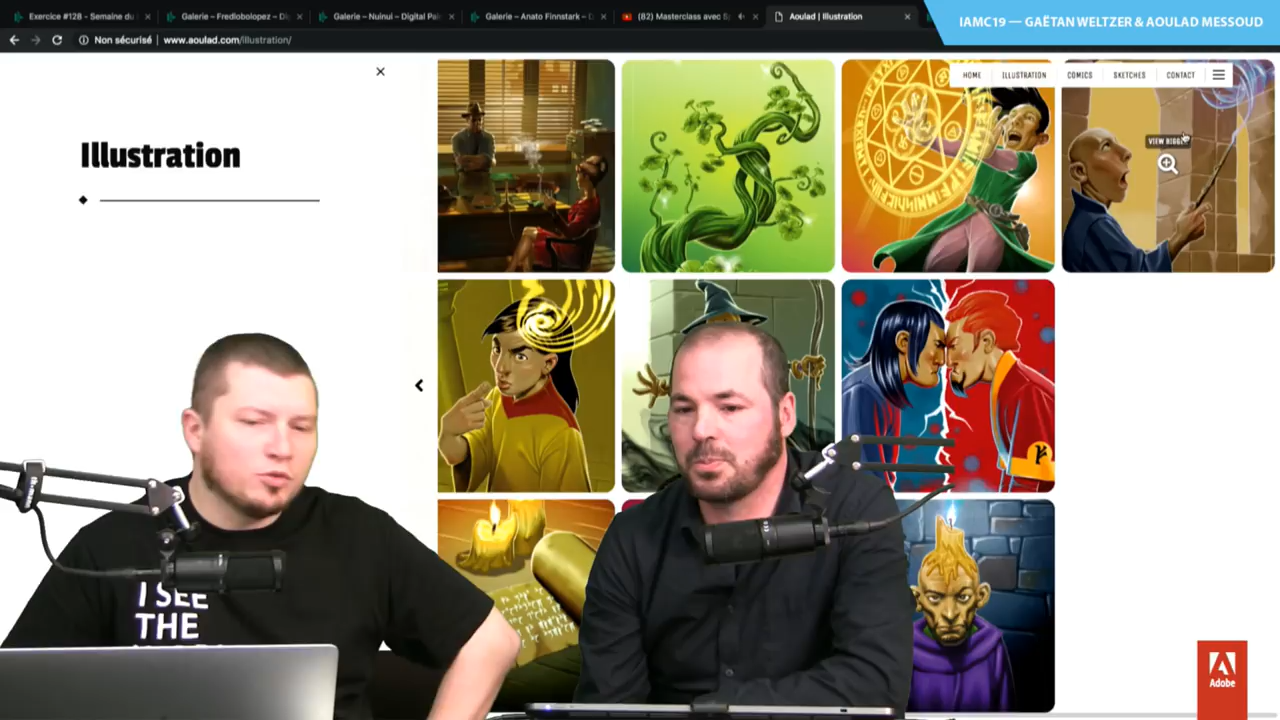 Exercice #128 - Semaine du
Galerie – Fredlobolopez – Di
Galerie – Nuinui – Digital Pai
Galerie – Anato Finnstark – D
(82) Masterclass avec S
Aoulad | Illustration
IAMC19 — GAËTAN WELTZER & AOULAD MESSOUD
Non sécurisé
www.aoulad.com/illustration/
HOME
ILLUSTRATION
COMICS
SKETCHES
CONTACT
Illustration
VIEW BIGG
I SEE
THE
Adobe